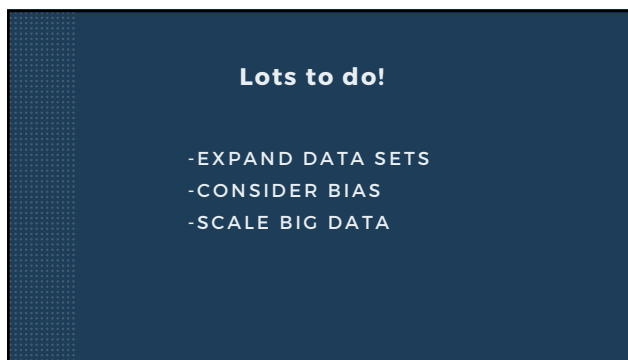 Lots to do!
-EXPAND DATA SETS
-CONSIDER BIAS
-SCALE BIG DATA